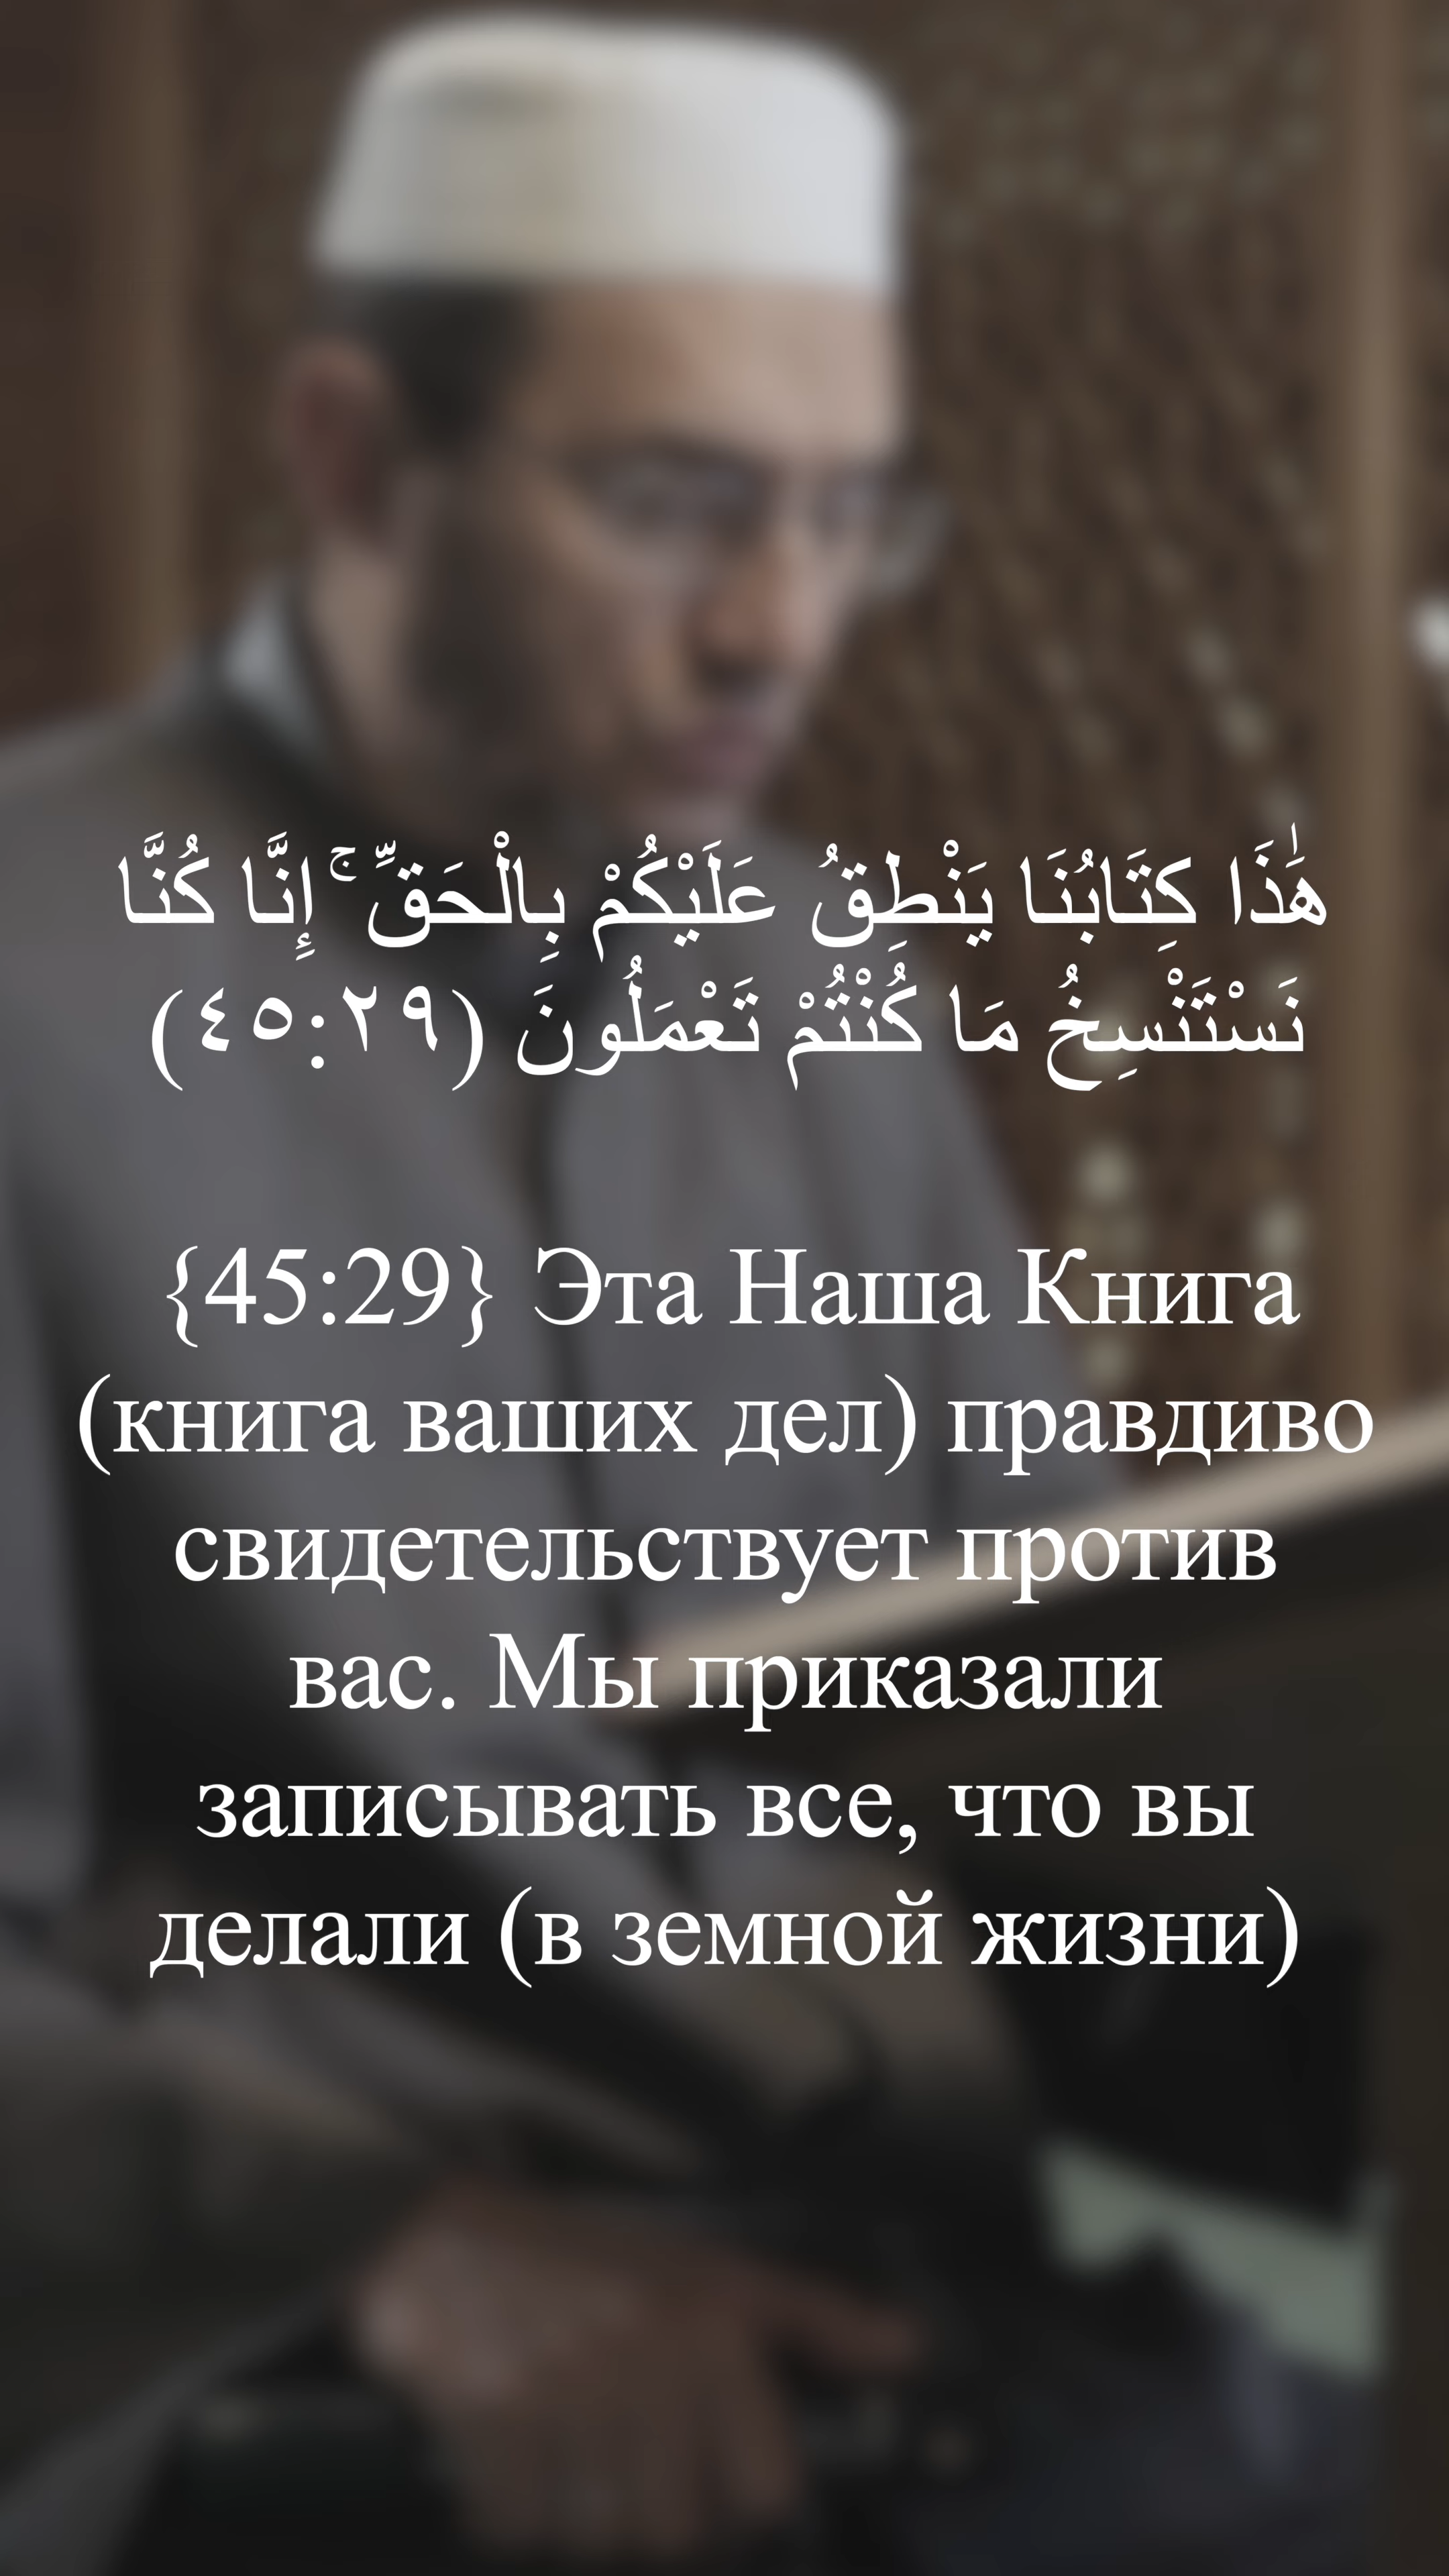 هَٰذَا كِتَابُنَا يَنْطِقُ عَلَيْكُمْ بِالْحَقِّ ۚ إِنَّا كُنَّا
نَسْتَنْسِخُ مَا كُنْتُمْ تَعْمَلُونَ (٤٥:٢٩)
{45:29} Эта Наша Книга
(книга ваших дел) правдиво
свидетельствует против
вас. Мы приказали
записывать все, что вы
делали (в земной жизни)